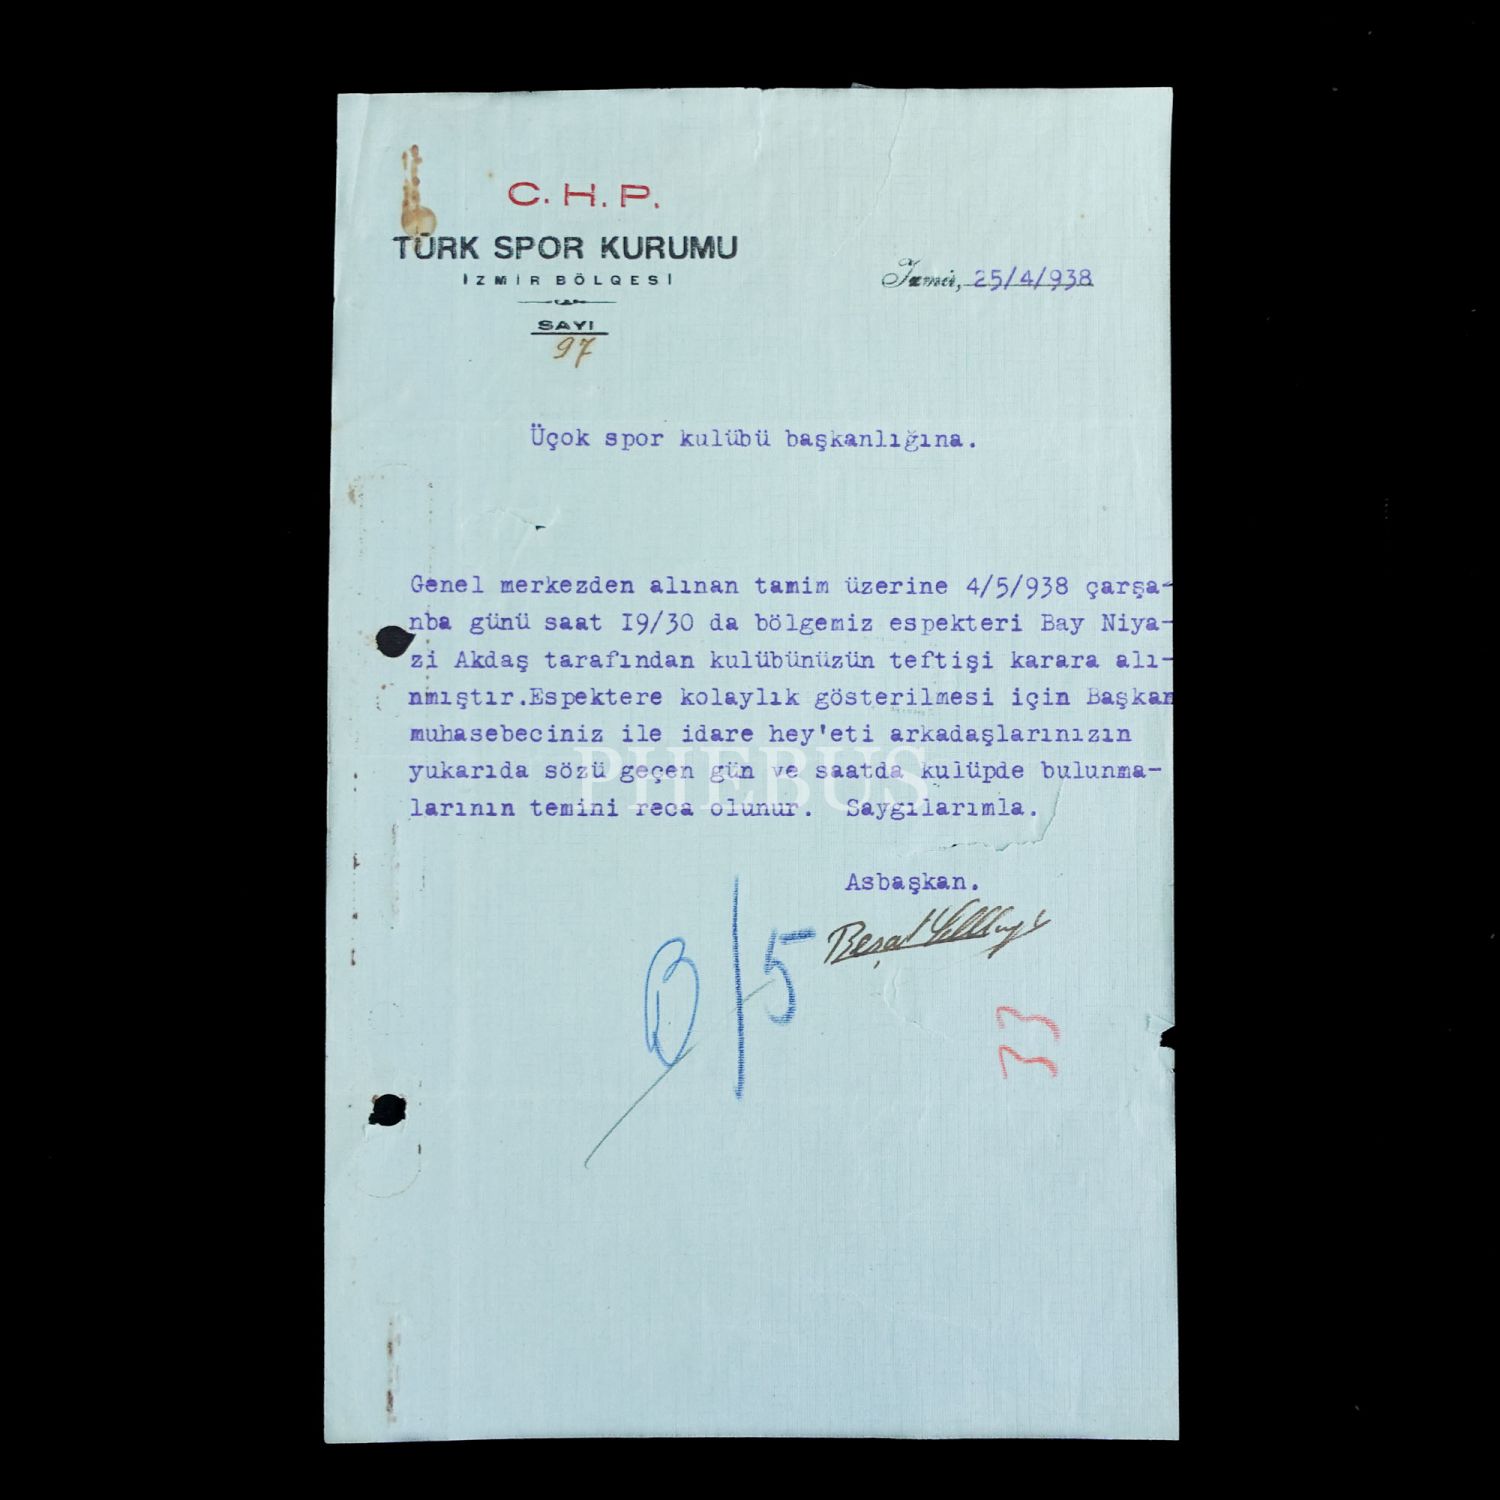 C. H. P.
TÜRK SPOR KURUMU
İZMİR BÖLGESİ
SAYI
97
İzmir, 25/4/938
Üçok spor kulübü başkanlığına.
Genel merkezden alınan tamim üzerine 4/5/938 çarşa-
nba günü saat I9/30 da bölgemiz espekteri Bay Niya-
zi Akdaş tarafından kulübünüzün teftişi karara alı-
nmıştır.Espektere kolaylık gösterilmesi için Başkan
muhasebeciniz ile idare hey'eti arkadaşlarınızın
yukarıda sözü geçen gün ve saatda kulüpde bulunma-
larının temini reca olunur. Saygılarımla.
PHEBUS
Asbaşkan.
33